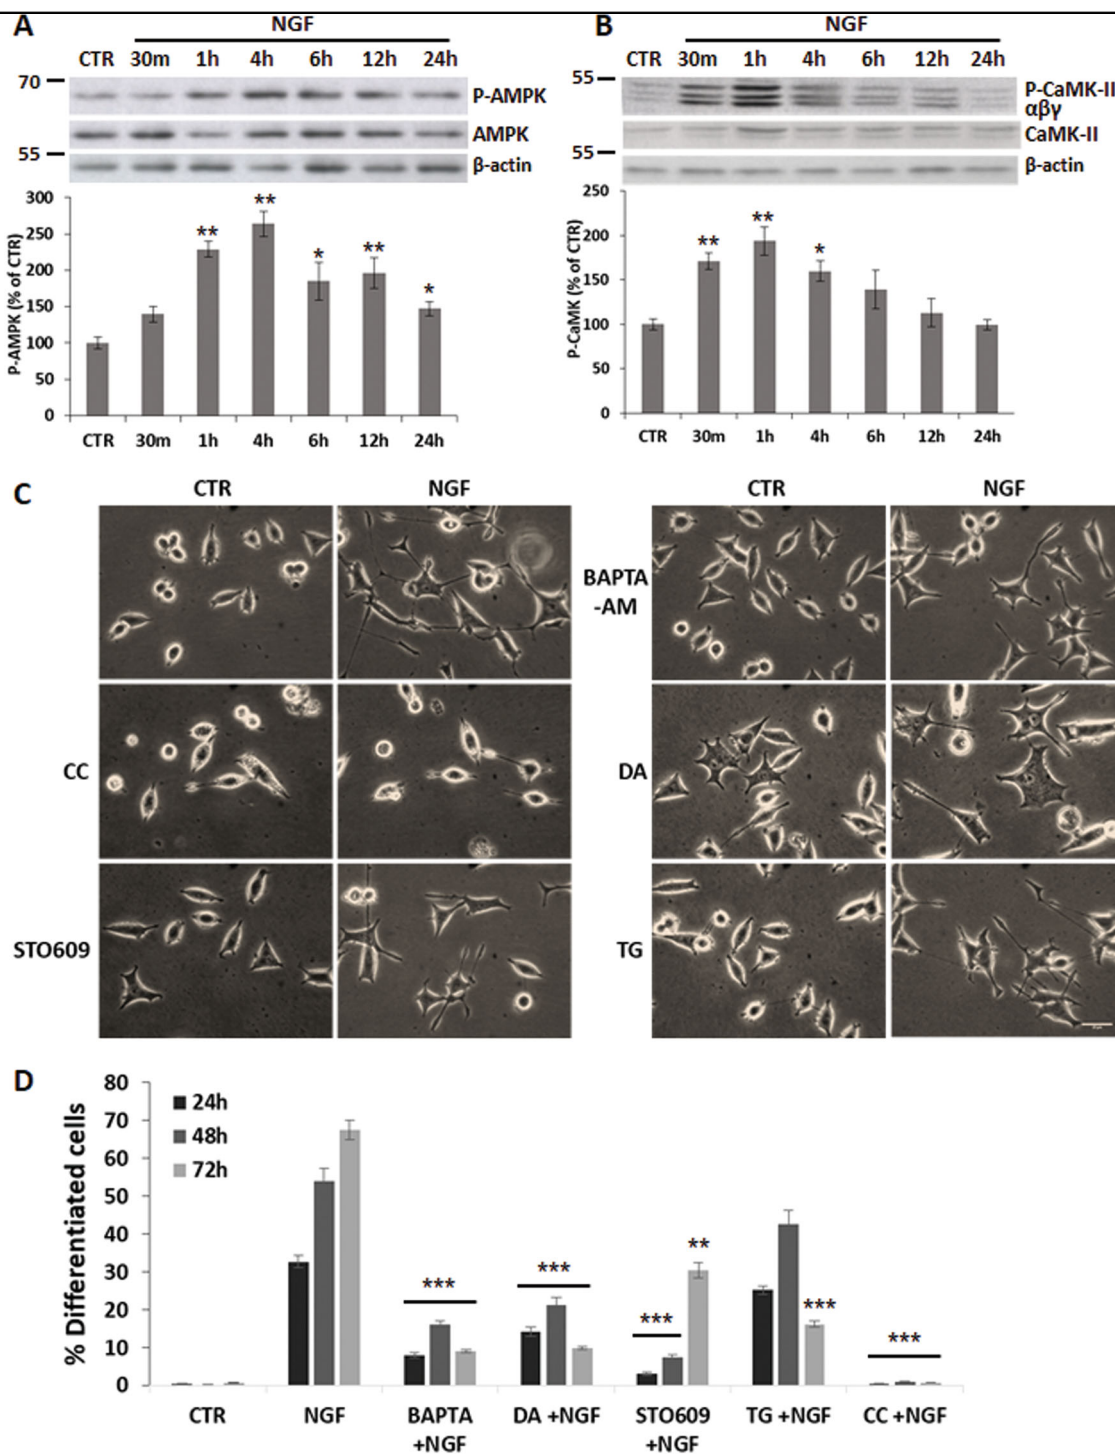 A
NGF
CTR 30m 1h 4h 6h 12h 24h
70
P-AMPK
AMPK
55
β-actin
300
250
200
150
100
50
0
P-AMPK (% of CTR)
** ** * ** *
CTR 30m 1h 4h 6h 12h 24h
B
NGF
CTR 30m 1h 4h 6h 12h 24h
55
P-CaMK-II
αβγ
CaMK-II
55
β-actin
250
200
150
100
50
0
P-CaMK (% of CTR)
** ** *
CTR 30m 1h 4h 6h 12h 24h
C
CTR NGF CTR NGF
BAPTA
-AM
CC
DA
STO609
TG
D
80
70
60
50
40
30
20
10
0
% Differentiated cells
24h
48h
72h
*** *** *** ** *** ***
CTR NGF BAPTA DA +NGF STO609 TG +NGF CC +NGF
+NGF +NGF